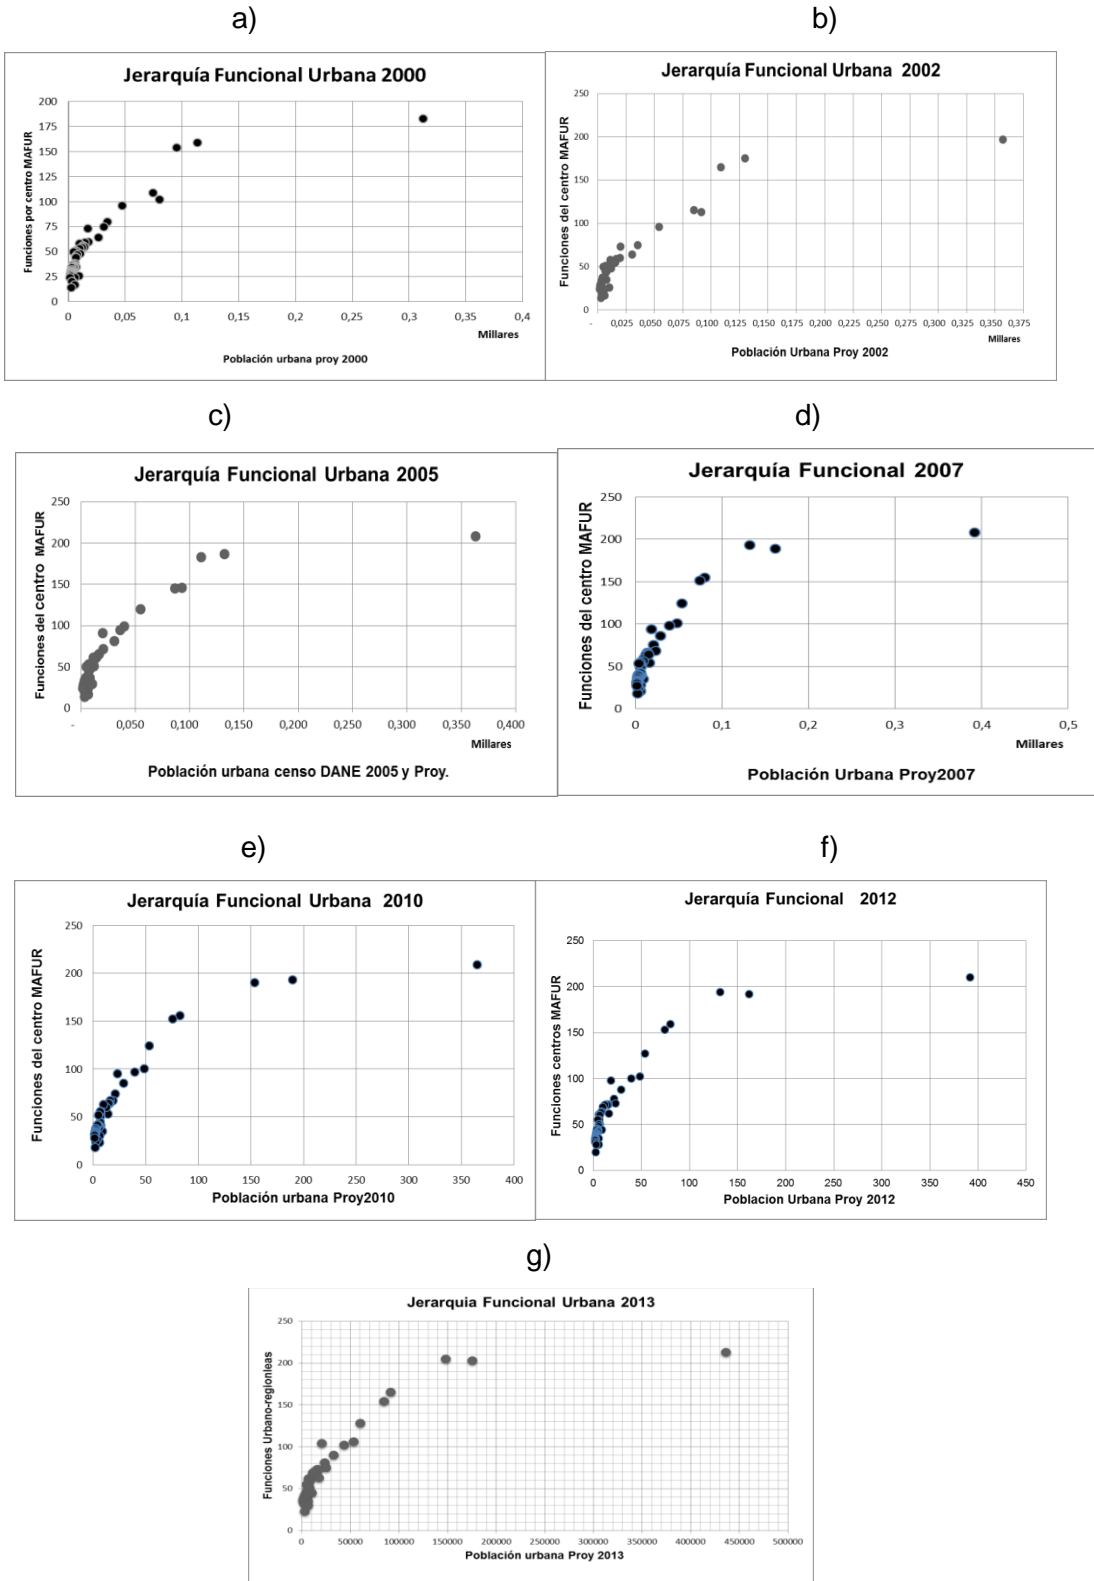 a)
b)
Jerarquía Funcional Urbana 2000
Funciones por centro MAFUR
200
175
150
125
100
75
50
25
0
0 0,05 0,1 0,15 0,2 0,25 0,3 0,35 0,4
Millares
Población urbana proy 2000
Jerarquía Funcional Urbana 2002
Funciones del centro MAFUR
250
200
150
100
50
0
- 0,025 0,050 0,075 0,100 0,125 0,150 0,175 0,200 0,225 0,250 0,275 0,300 0,325 0,350 0,375
Millares
Población Urbana Proy 2002
c)
d)
Jerarquía Funcional Urbana 2005
Funciones del centro MAFUR
250
200
150
100
50
0
- 0,050 0,100 0,150 0,200 0,250 0,300 0,350 0,400
Millares
Población urbana censo DANE 2005 y Proy.
Jerarquía Funcional 2007
Funciones del centro MAFUR
250
200
150
100
50
0
0 0,1 0,2 0,3 0,4 0,5
Millares
Población Urbana Proy2007
e)
f)
Jerarquía Funcional Urbana 2010
Funciones del centro MAFUR
250
200
150
100
50
0
0 50 100 150 200 250 300 350 400
Población urbana Proy2010
Jerarquía Funcional 2012
Funciones centros MAFUR
250
200
150
100
50
0
0 50 100 150 200 250 300 350 400 450
Poblacion Urbana Proy 2012
g)
Jerarquia Funcional Urbana 2013
Funciones Urbano-regionleas
250
200
150
100
50
0
0 50000 100000 150000 200000 250000 300000 350000 400000 450000 500000
Población urbana Proy 2013